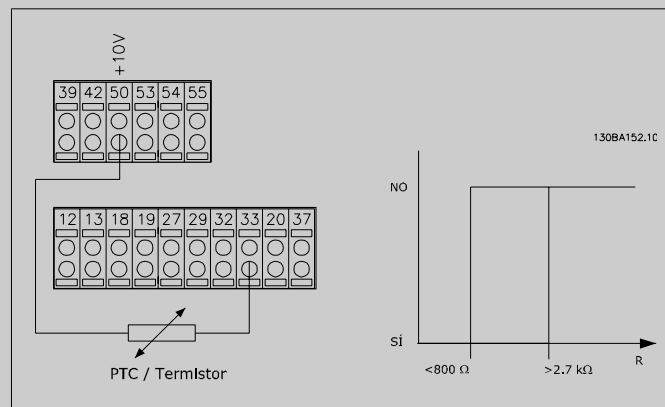 +10V
39 42 50 53 54 55
130BA152.10
NO
12 13 18 19 27 29 32 33 20 37
SÍ
<800 Ω >2.7 kΩ R
PTC / Termistor